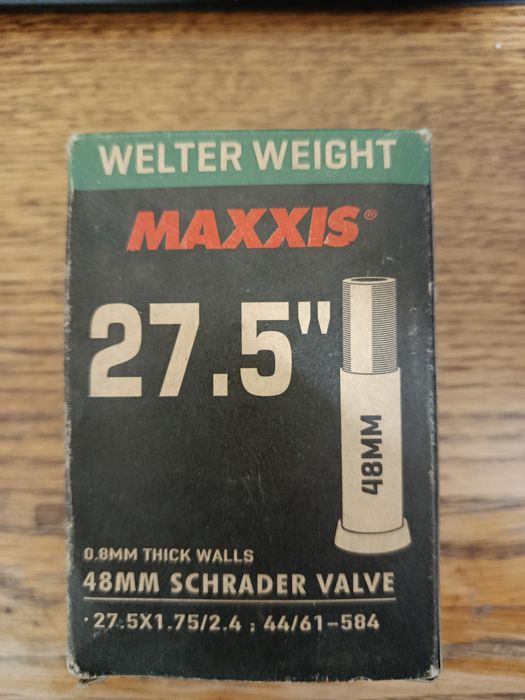 WELTER WEIGHT
MAXXIS®
27.5"
48MM
0.8MM THICK WALLS
48MM SCHRADER VALVE
· 27.5X1.75/2.4 ; 44/61-584